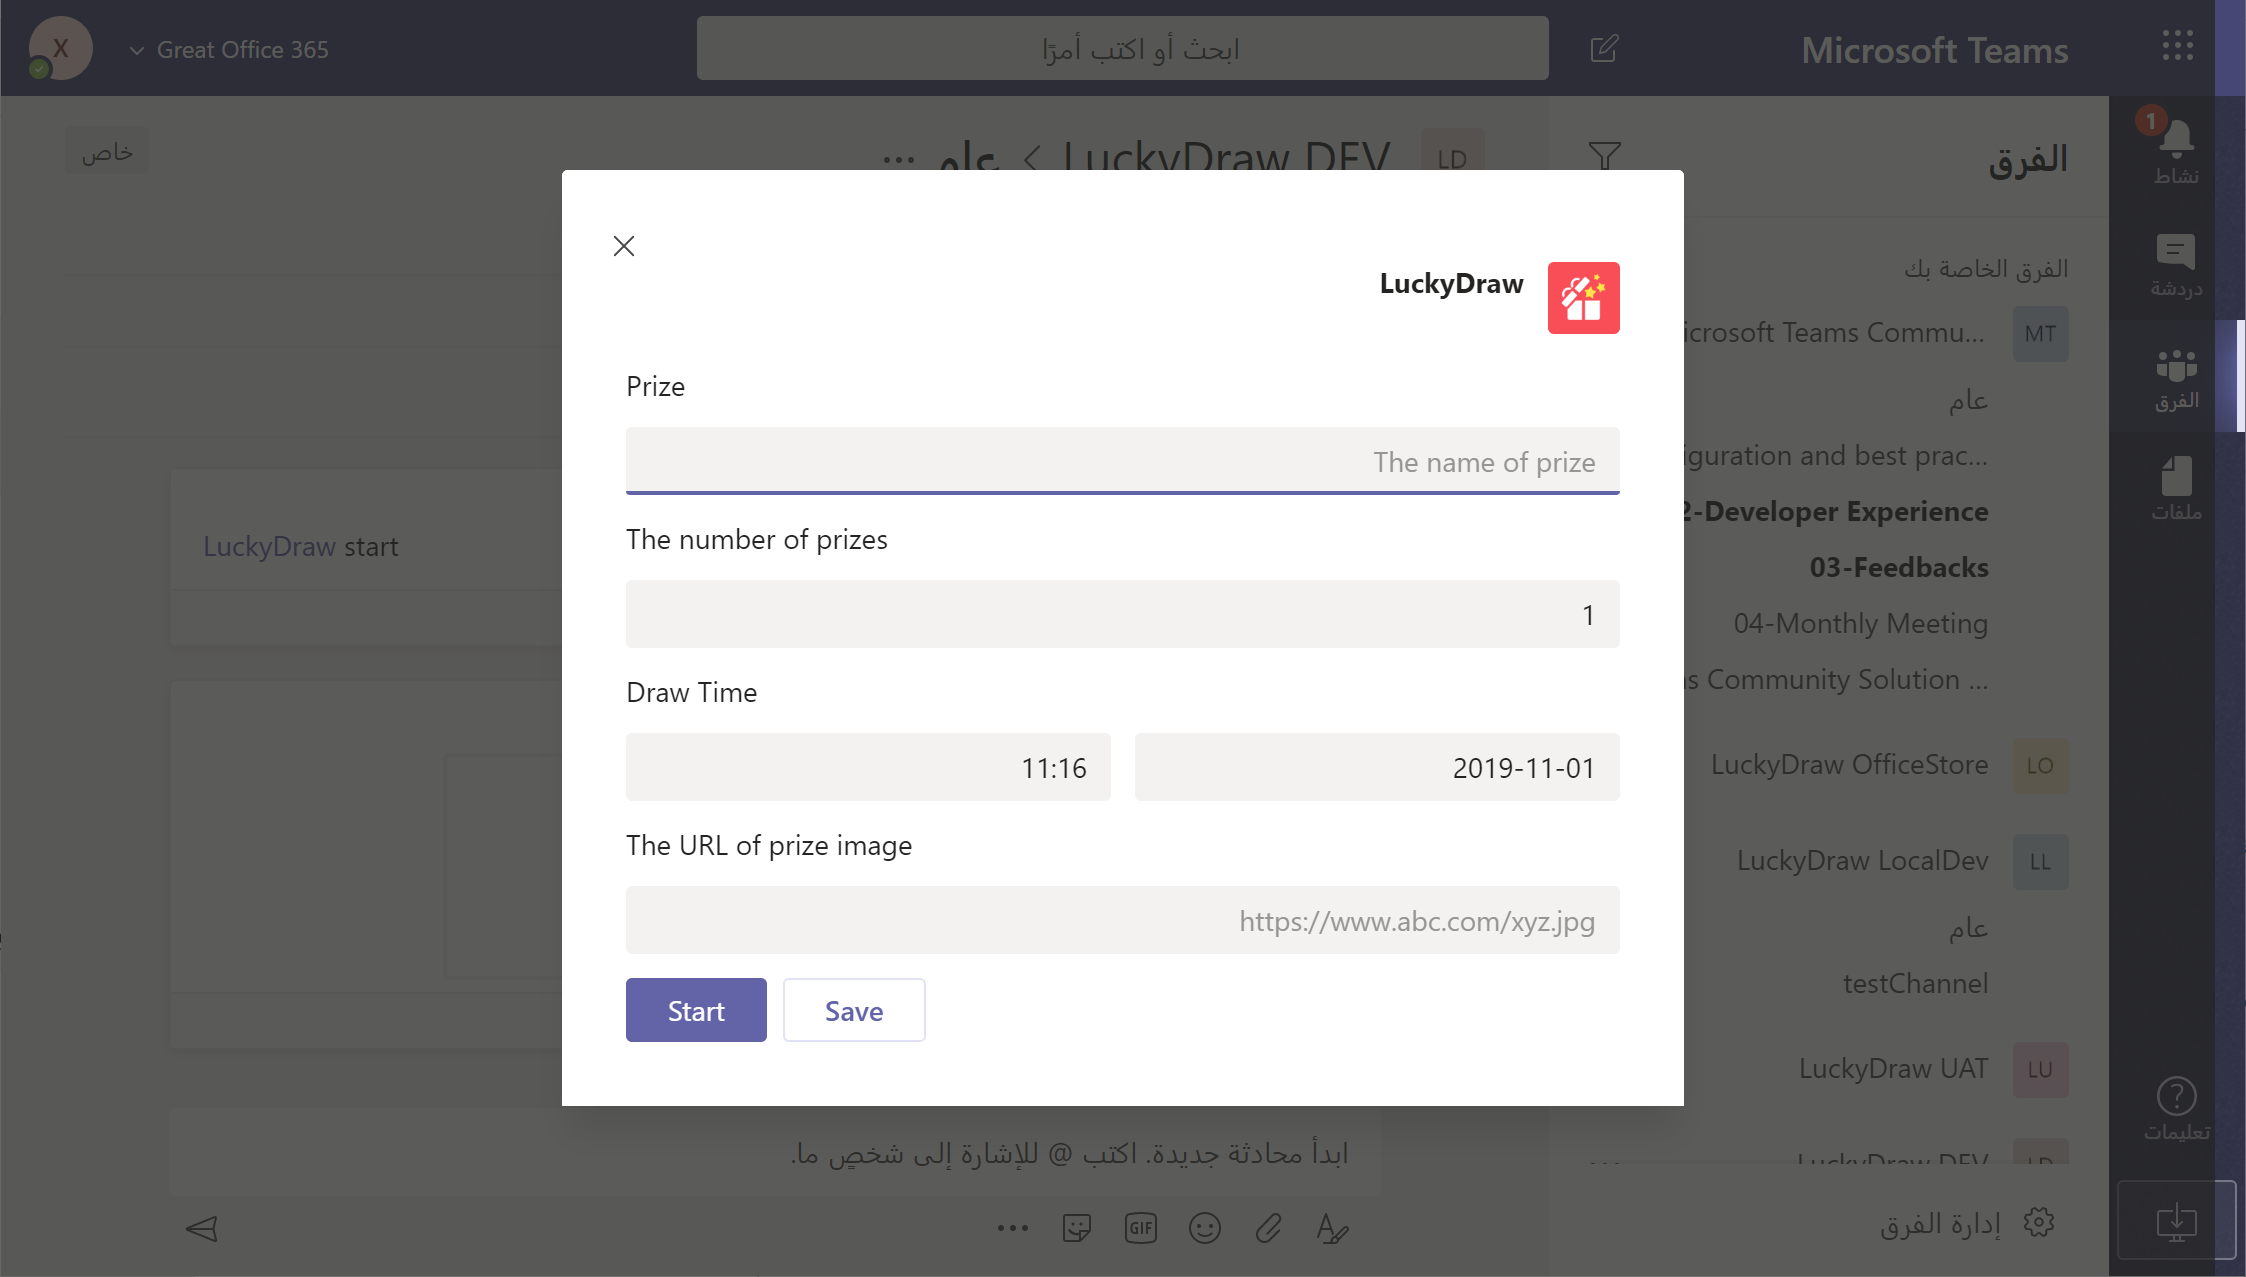 X
Great Office 365
ابحث أو اكتب أمرًا
Microsoft Teams
خاص
عام
LuckyDraw DEV
LD
الفرق
1
نشاط
دردشة
الفرق
ملفات
تعليمات
الفرق الخاصة بك
MT
icrosoft Teams Commu...
عام
iguration and best prac...
2-Developer Experience
03-Feedbacks
04-Monthly Meeting
s Community Solution ...
LO
LuckyDraw OfficeStore
LL
LuckyDraw LocalDev
عام
testChannel
LU
LuckyDraw UAT
LD
LuckyDraw DEV
إدارة الفرق
LuckyDraw start
LuckyDraw
Prize
The name of prize
The number of prizes
1
Draw Time
11:16
2019-11-01
The URL of prize image
https://www.abc.com/xyz.jpg
Start
Save
ابدأ محادثة جديدة. اكتب @ للإشارة إلى شخصٍ ما.
GIF